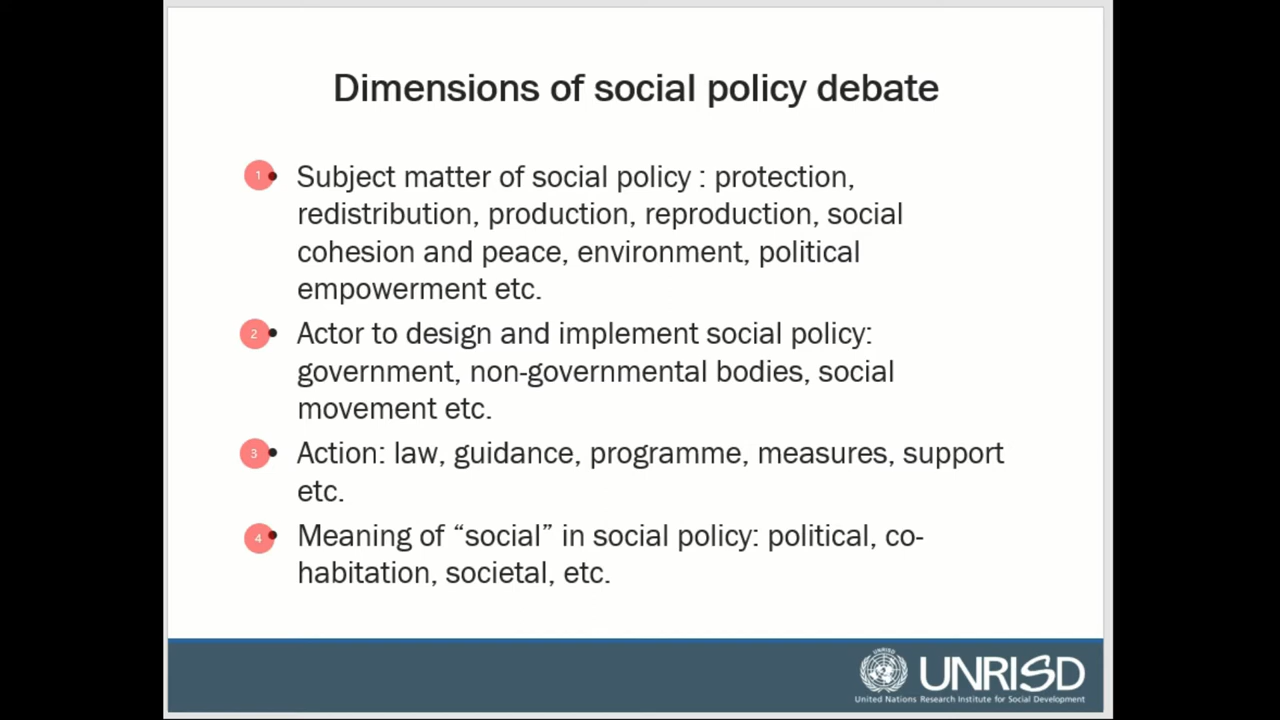 Dimensions of social policy debate
1 • Subject matter of social policy : protection,
redistribution, production, reproduction, social
cohesion and peace, environment, political
empowerment etc.
2 • Actor to design and implement social policy:
government, non-governmental bodies, social
movement etc.
3 • Action: law, guidance, programme, measures, support
etc.
4 • Meaning of “social” in social policy: political, co-
habitation, societal, etc.
UNRISD
UNRISD
United Nations Research Institute for Social Development